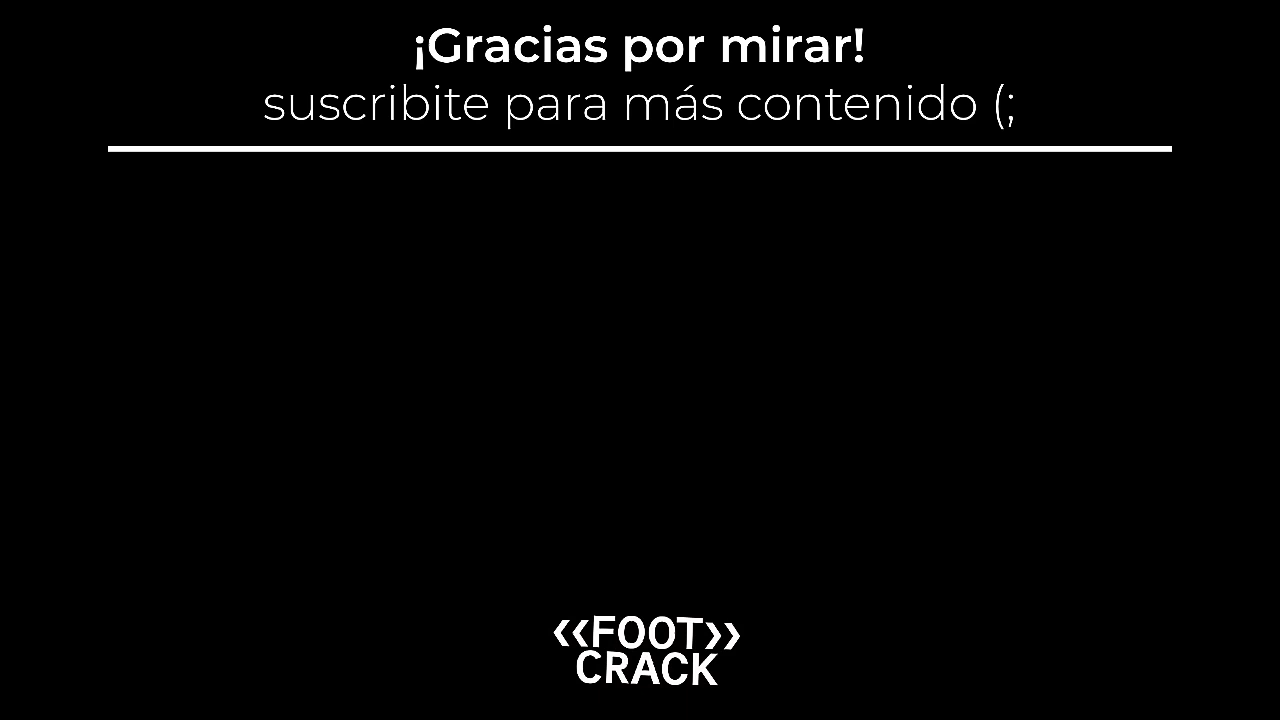 ¡Gracias por mirar!
suscribite para más contenido (;
‹‹FOOT››
CRACK